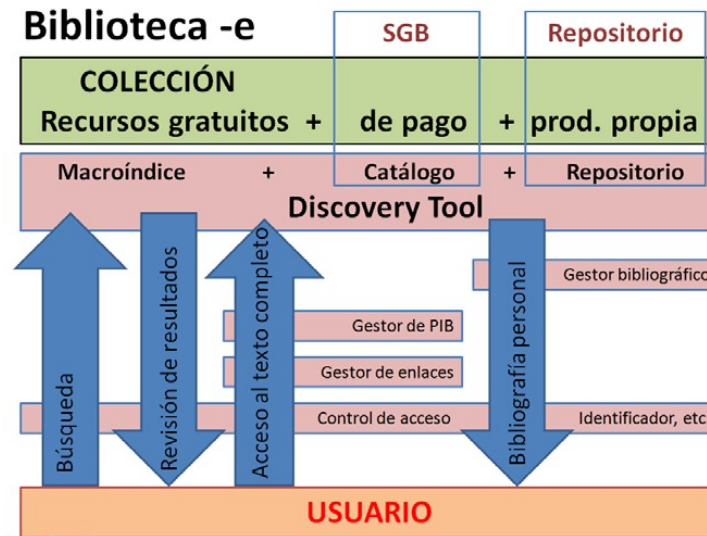 Biblioteca -e
SGB
Repositorio
COLECCIÓN
Recursos gratuitos + de pago + prod. propia
Macroíndice + Catálogo + Repositorio
Discovery Tool
Búsqueda
Revisión de resultados
Acceso al texto completo
Bibliografía personal
Gestor bibliográfico
Gestor de PIB
Gestor de enlaces
Control de acceso
Identificador, etc
USUARIO